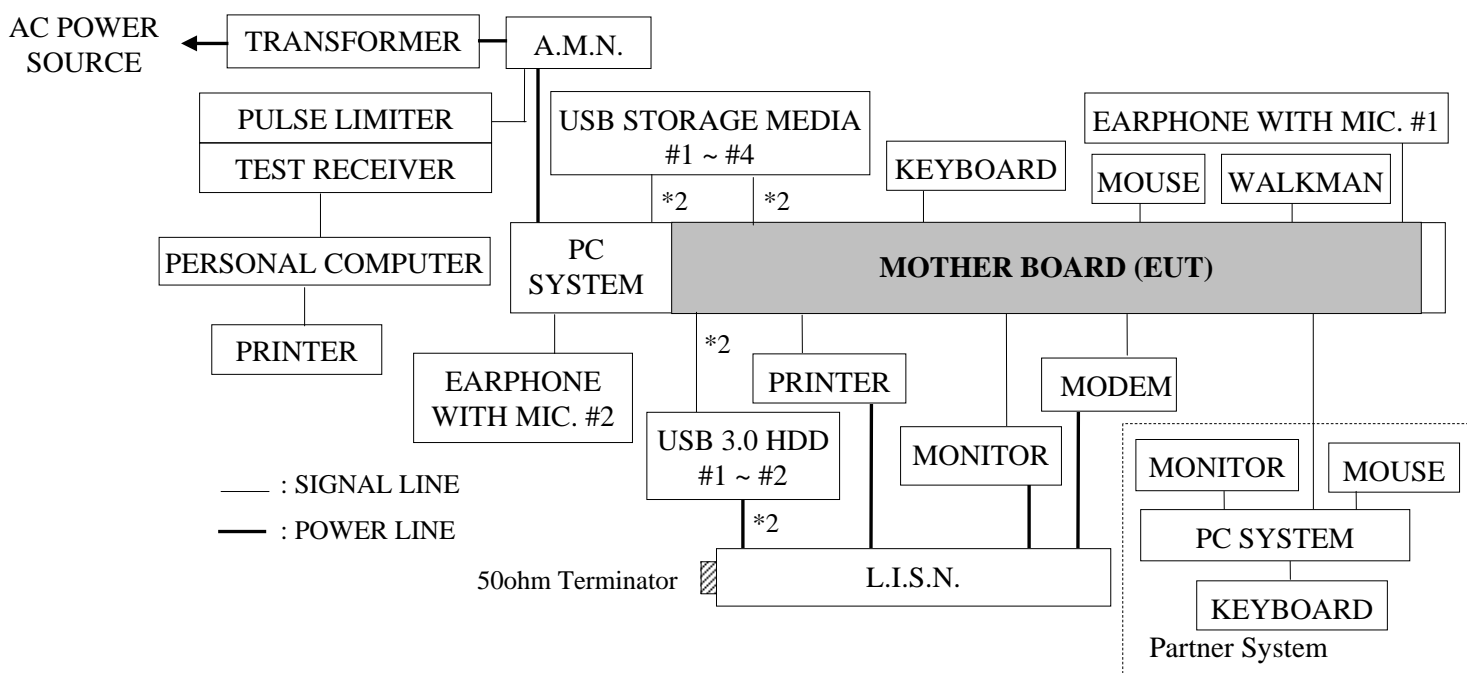 AC POWER
SOURCE
TRANSFORMER
A.M.N.
PULSE LIMITER
TEST RECEIVER
PERSONAL COMPUTER
PRINTER
USB STORAGE MEDIA
#1 ~ #4
*2
*2
KEYBOARD
EARPHONE WITH MIC. #1
MOUSE
WALKMAN
PC
SYSTEM
MOTHER BOARD (EUT)
EARPHONE
WITH MIC. #2
*2
USB 3.0 HDD
#1 ~ #2
*2
PRINTER
MONITOR
MODEM
L.I.S.N.
50ohm Terminator
: SIGNAL LINE
: POWER LINE
MONITOR
MOUSE
PC SYSTEM
KEYBOARD
Partner System